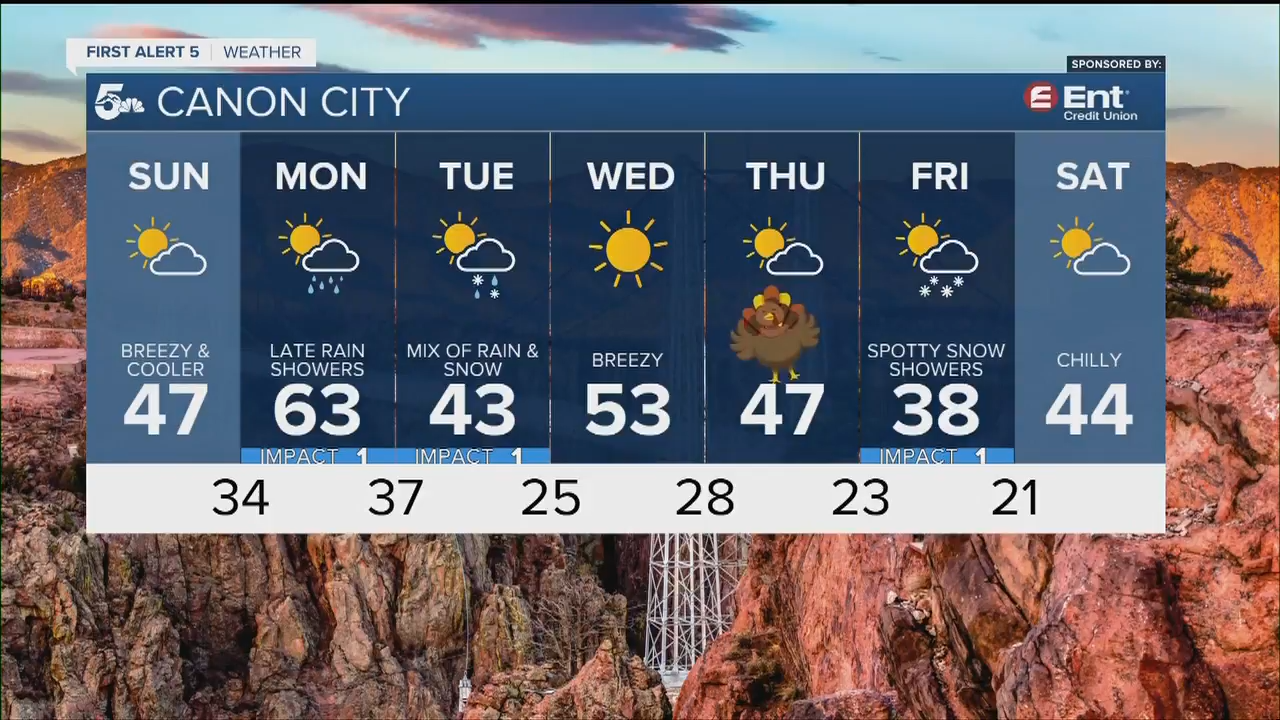 FIRST ALERT 5 | WEATHER
SPONSORED BY:
5 CANON CITY
Ent
Credit Union
SUN MON TUE WED THU FRI SAT
BREEZY & COOLER
LATE RAIN SHOWERS
MIX OF RAIN & SNOW
BREEZY
SPOTTY SNOW SHOWERS
CHILLY
47 63 43 53 47 38 44
IMPACT 1 IMPACT 1 IMPACT 1
34 37 25 28 23 21